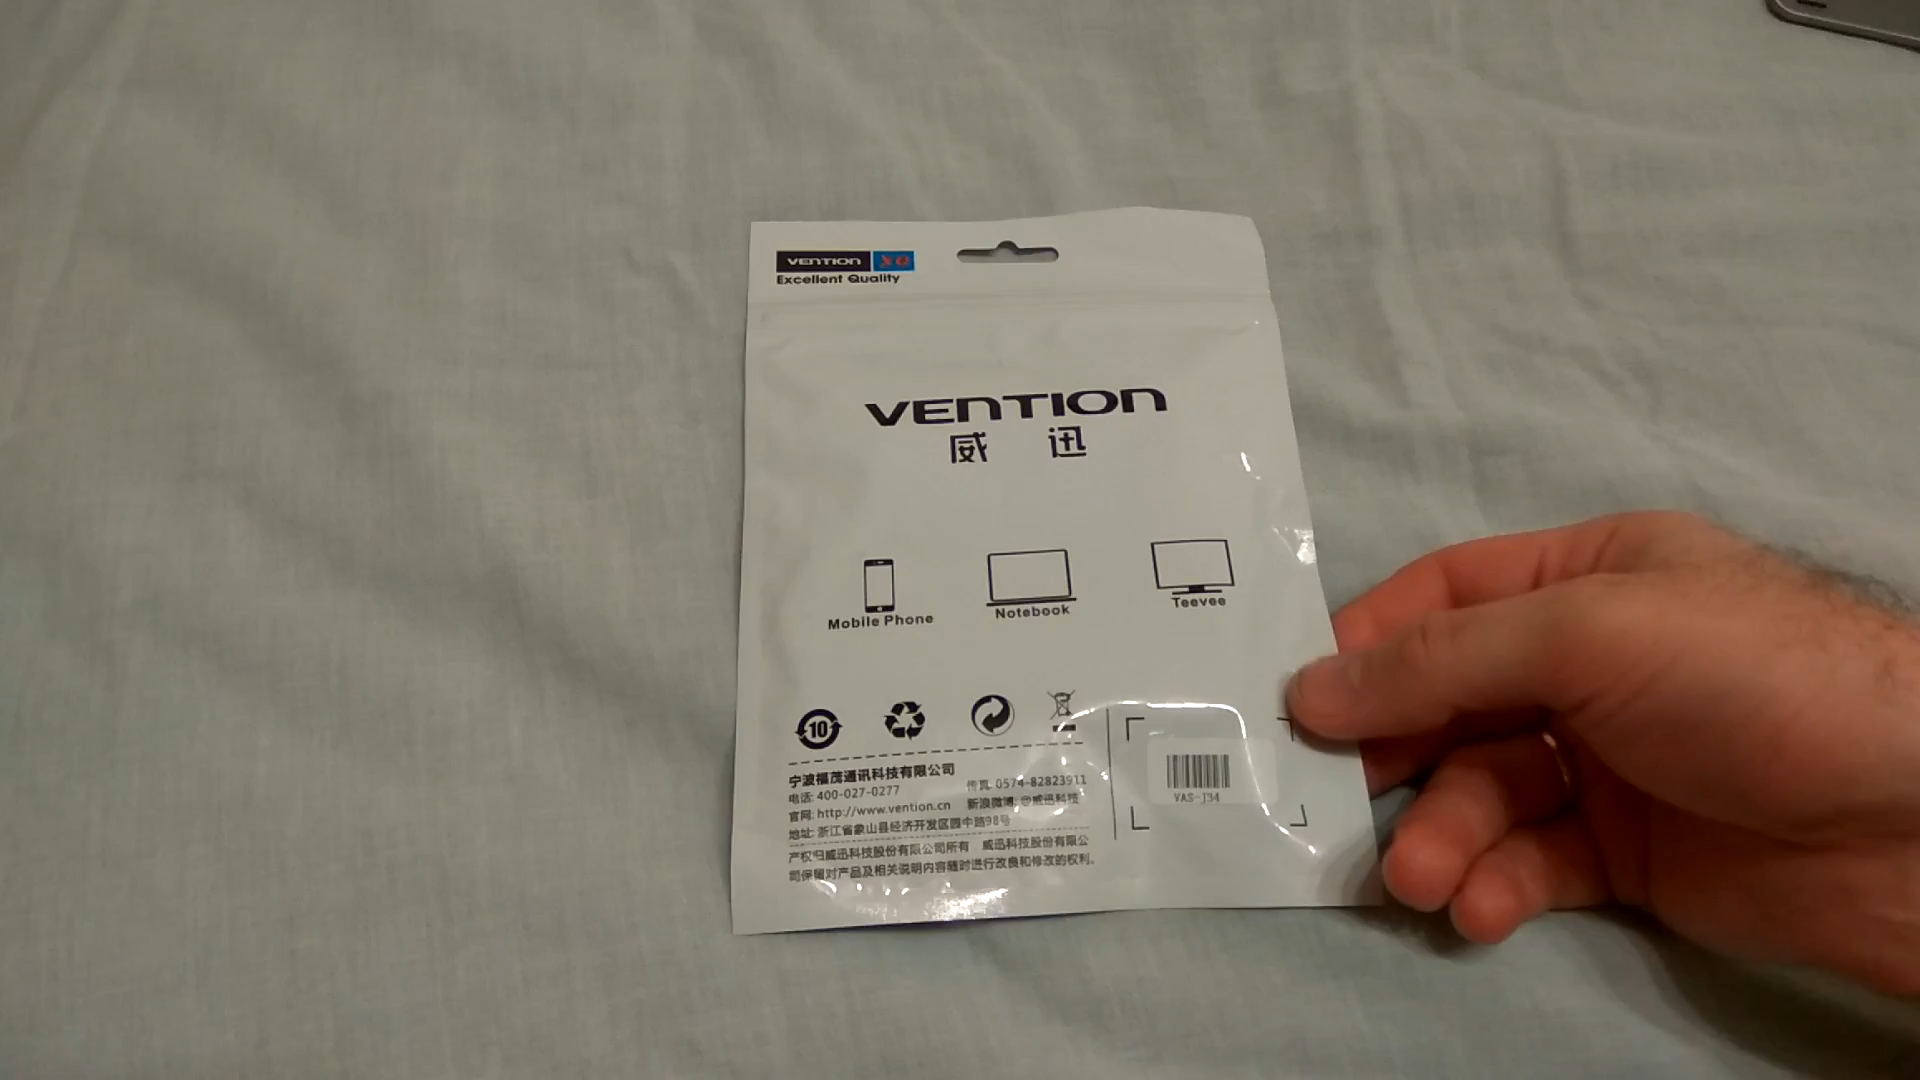 VENTION XQ
Excellent Quality
VENTION
威 迅
Mobile Phone Notebook Teevee
10
宁波福茂通讯科技有限公司
电话: 400-027-0277 传真: 0574-82823911
官网: http://www.vention.cn 新浪微博: @威迅科技
地址: 浙江省象山县经济开发区园中路98号
产权归威迅科技股份有限公司所有 威迅科技股份有限公
司保留对产品及相关说明内容随时进行改良和修改的权利。
VAS-J34